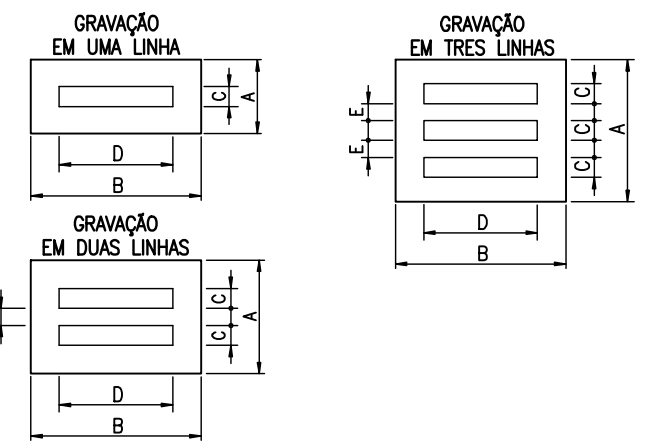 GRAVAÇÃO
EM UMA LINHA
C
A
D
B
GRAVAÇÃO
EM TRES LINHAS
E
E
C
C
C
A
D
B
GRAVAÇÃO
EM DUAS LINHAS
C
C
A
D
B